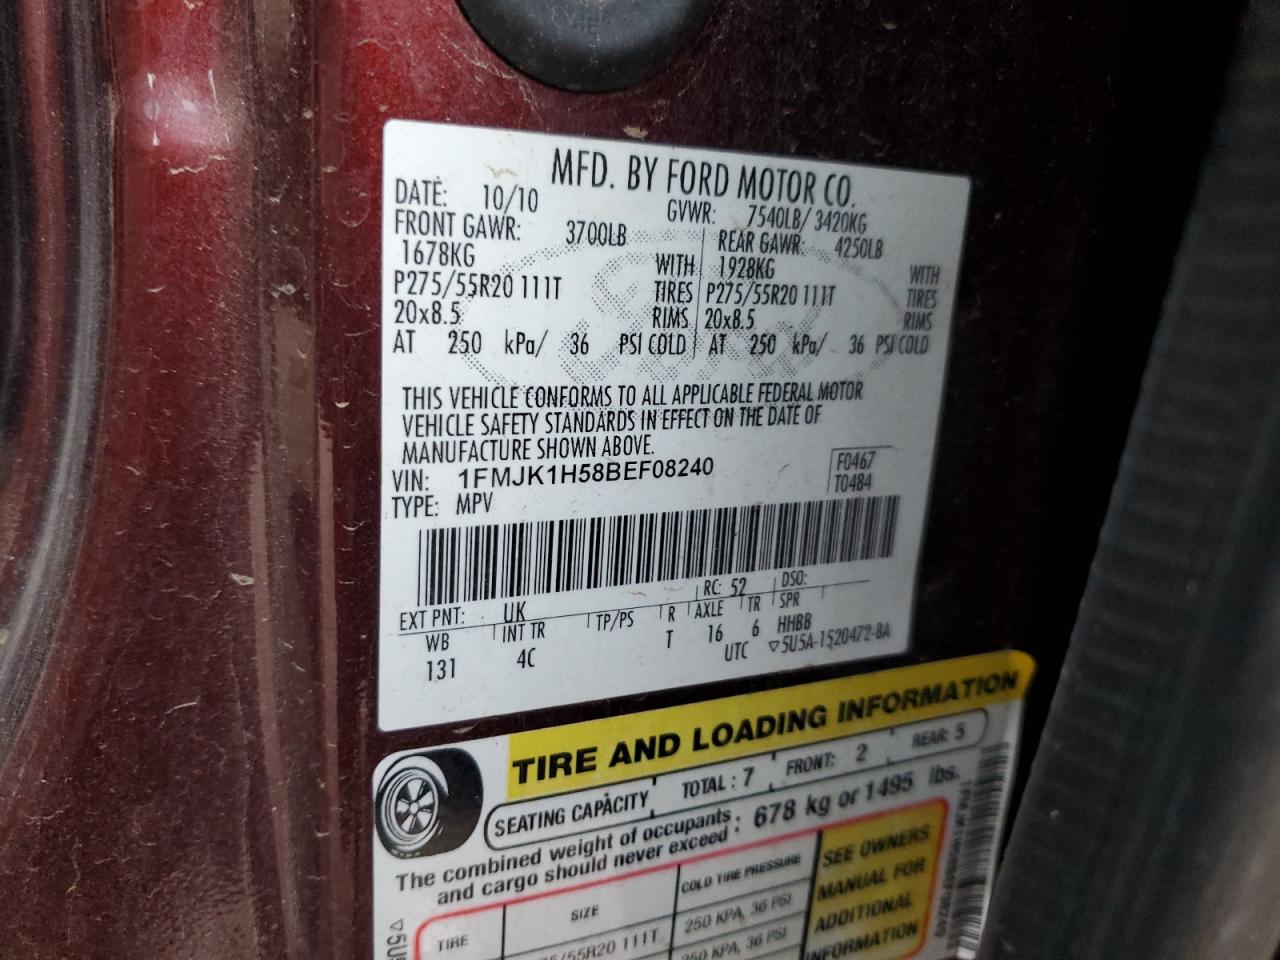 MFD. BY FORD MOTOR CO.
DATE: 10/10 GVWR: 7540LB/ 3420KG
FRONT GAWR: 3700LB REAR GAWR: 4250LB
1678KG WITH 1928KG WITH
P275/55R20 111T TIRES P275/55R20 111T TIRES
20x8.5 RIMS 20x8.5 RIMS
AT 250 kPa/ 36 PSI COLD AT 250 kPa/ 36 PSI COLD
THIS VEHICLE CONFORMS TO ALL APPLICABLE FEDERAL MOTOR
VEHICLE SAFETY STANDARDS IN EFFECT ON THE DATE OF
MANUFACTURE SHOWN ABOVE.
VIN: 1FMJK1H58BEF08240 F0467
TYPE: MPV T0484
EXT PNT: UK RC: 52 DSO:
WB INT TR TP/PS R AXLE TR SPR
131 4C T 16 6 HHBB
UTC ▽5U5A-1520472-BA
TIRE AND LOADING INFORMATION
SEATING CAPACITY TOTAL: 7 FRONT: 2 REAR: 5
The combined weight of occupants
and cargo should never exceed : 678 kg or 1495 lbs.
TIRE SIZE COLD TIRE PRESSURE SEE OWNERS
MANUAL FOR
ADDITIONAL
INFORMATION
/55R20 111T 250 KPA, 36 PSI
250 KPA, 36 PSI